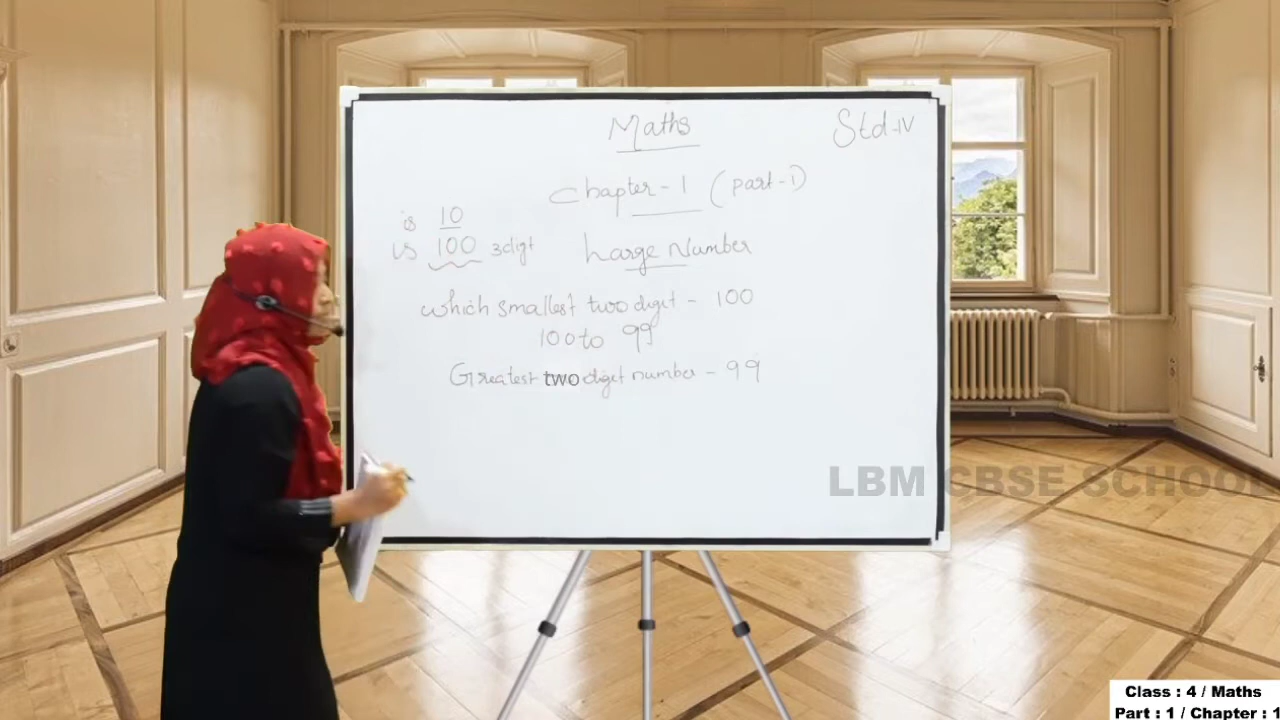 Maths
Std-IV
Chapter-1 (part-1)
is 10
is 100 3digt
Large Number
which smallest two digit - 100
100 to 99
Greatest two digit number - 99
LBM CBSE SCHOOL
Class : 4 / Maths
Part : 1 / Chapter : 1